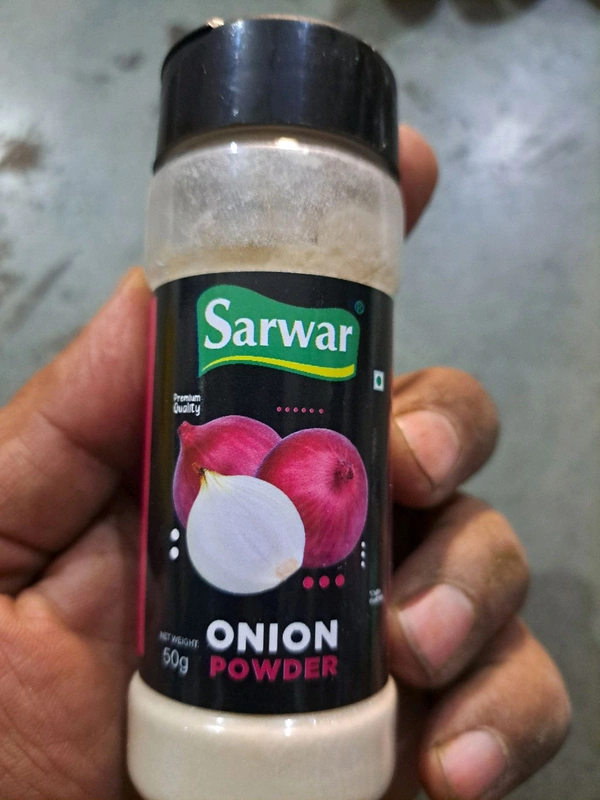 Sarwar®
Premium
Quality
NET WEIGHT
50g
ONION
POWDER